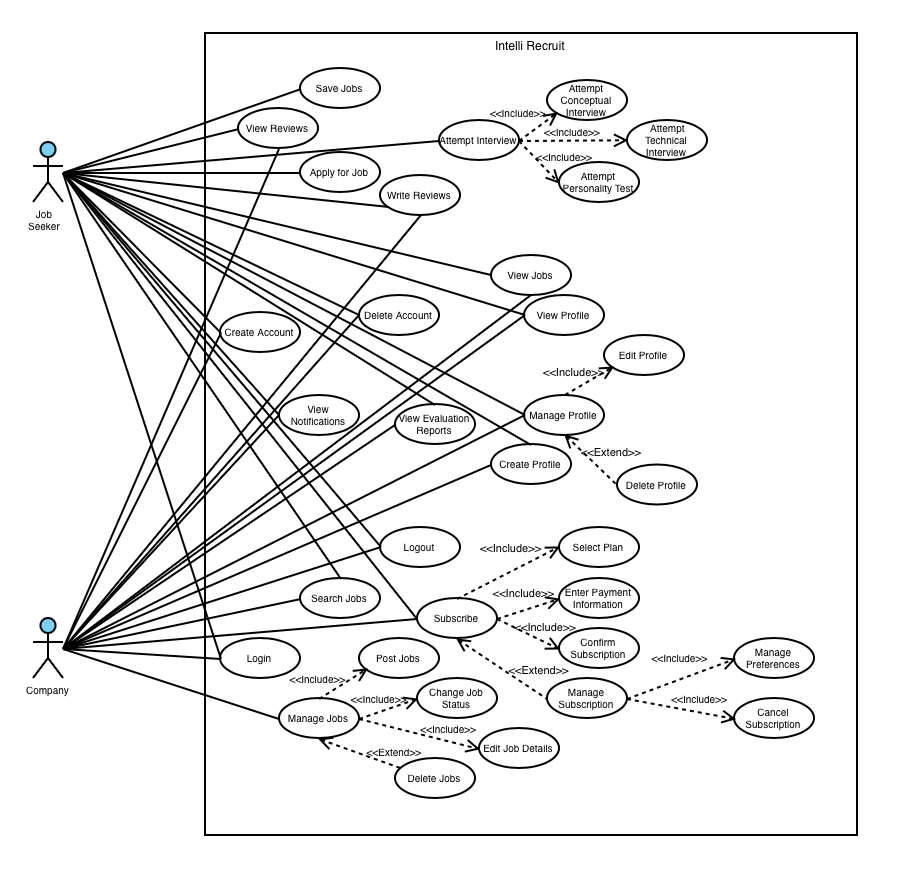 Intelli Recruit
Save Jobs
Attempt
Conceptual
Interview
<<Include>>
View Reviews
Attempt Interview
<<Include>>
Attempt
Technical
Interview
<<Include>>
Attempt
Personality Test
Apply for Job
Write Reviews
Job
Seeker
View Jobs
View Profile
Delete Account
Create Account
Edit Profile
<<Include>>
Manage Profile
View
Notifications
View Evaluation
Reports
<<Extend>>
Create Profile
Delete Profile
Logout
<<Include>>
Select Plan
Search Jobs
<<Include>>
Enter Payment
Information
Subscribe
<<Include>>
Confirm
Subscription
Login
Post Jobs
<<Include>>
Manage
Preferences
<<Extend>>
<<Include>>
Company
Change Job
Status
<<Include>>
Manage
Subscription
<<Include>>
Manage Jobs
Cancel
Subscription
<<Include>>
Edit Job Details
<<Extend>>
Delete Jobs